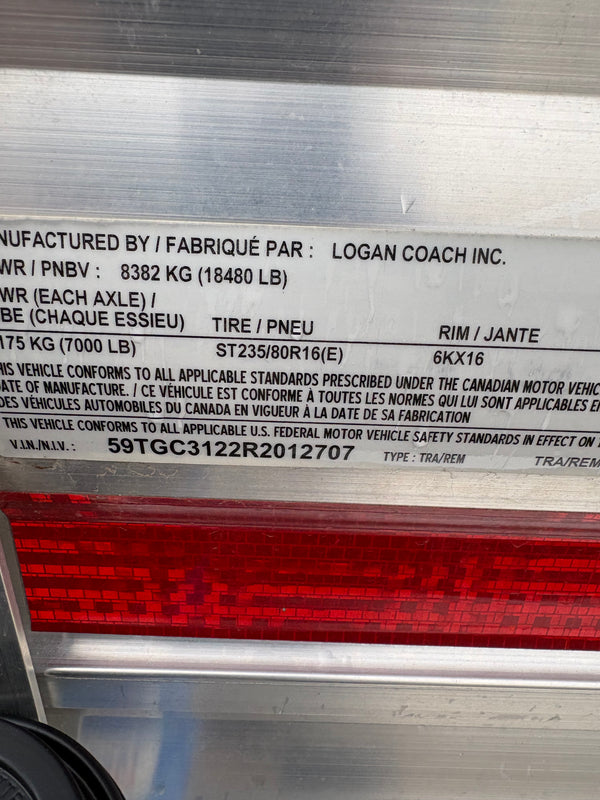 NUFACTURED BY / FABRIQUÉ PAR : LOGAN COACH INC.
WR / PNBV : 8382 KG (18480 LB)
WR (EACH AXLE) /
BE (CHAQUE ESSIEU) TIRE / PNEU RIM / JANTE
175 KG (7000 LB) ST235/80R16(E) 6KX16
HIS VEHICLE CONFORMS TO ALL APPLICABLE STANDARDS PRESCRIBED UNDER THE CANADIAN MOTOR VEHIC
ATE OF MANUFACTURE. / CE VÉHICULE EST CONFORME À TOUTES LES NORMES QUI LUI SONT APPLICABLES EN
DES VÉHICULES AUTOMOBILES DU CANADA EN VIGUEUR À LA DATE DE SA FABRICATION
THIS VEHICLE CONFORMS TO ALL APPLICABLE U.S. FEDERAL MOTOR VEHICLE SAFETY STANDARDS IN EFFECT ON T
V.I.N./N.I.V. : 59TGC3122R2012707 TYPE : TRA/REM TRA/REM